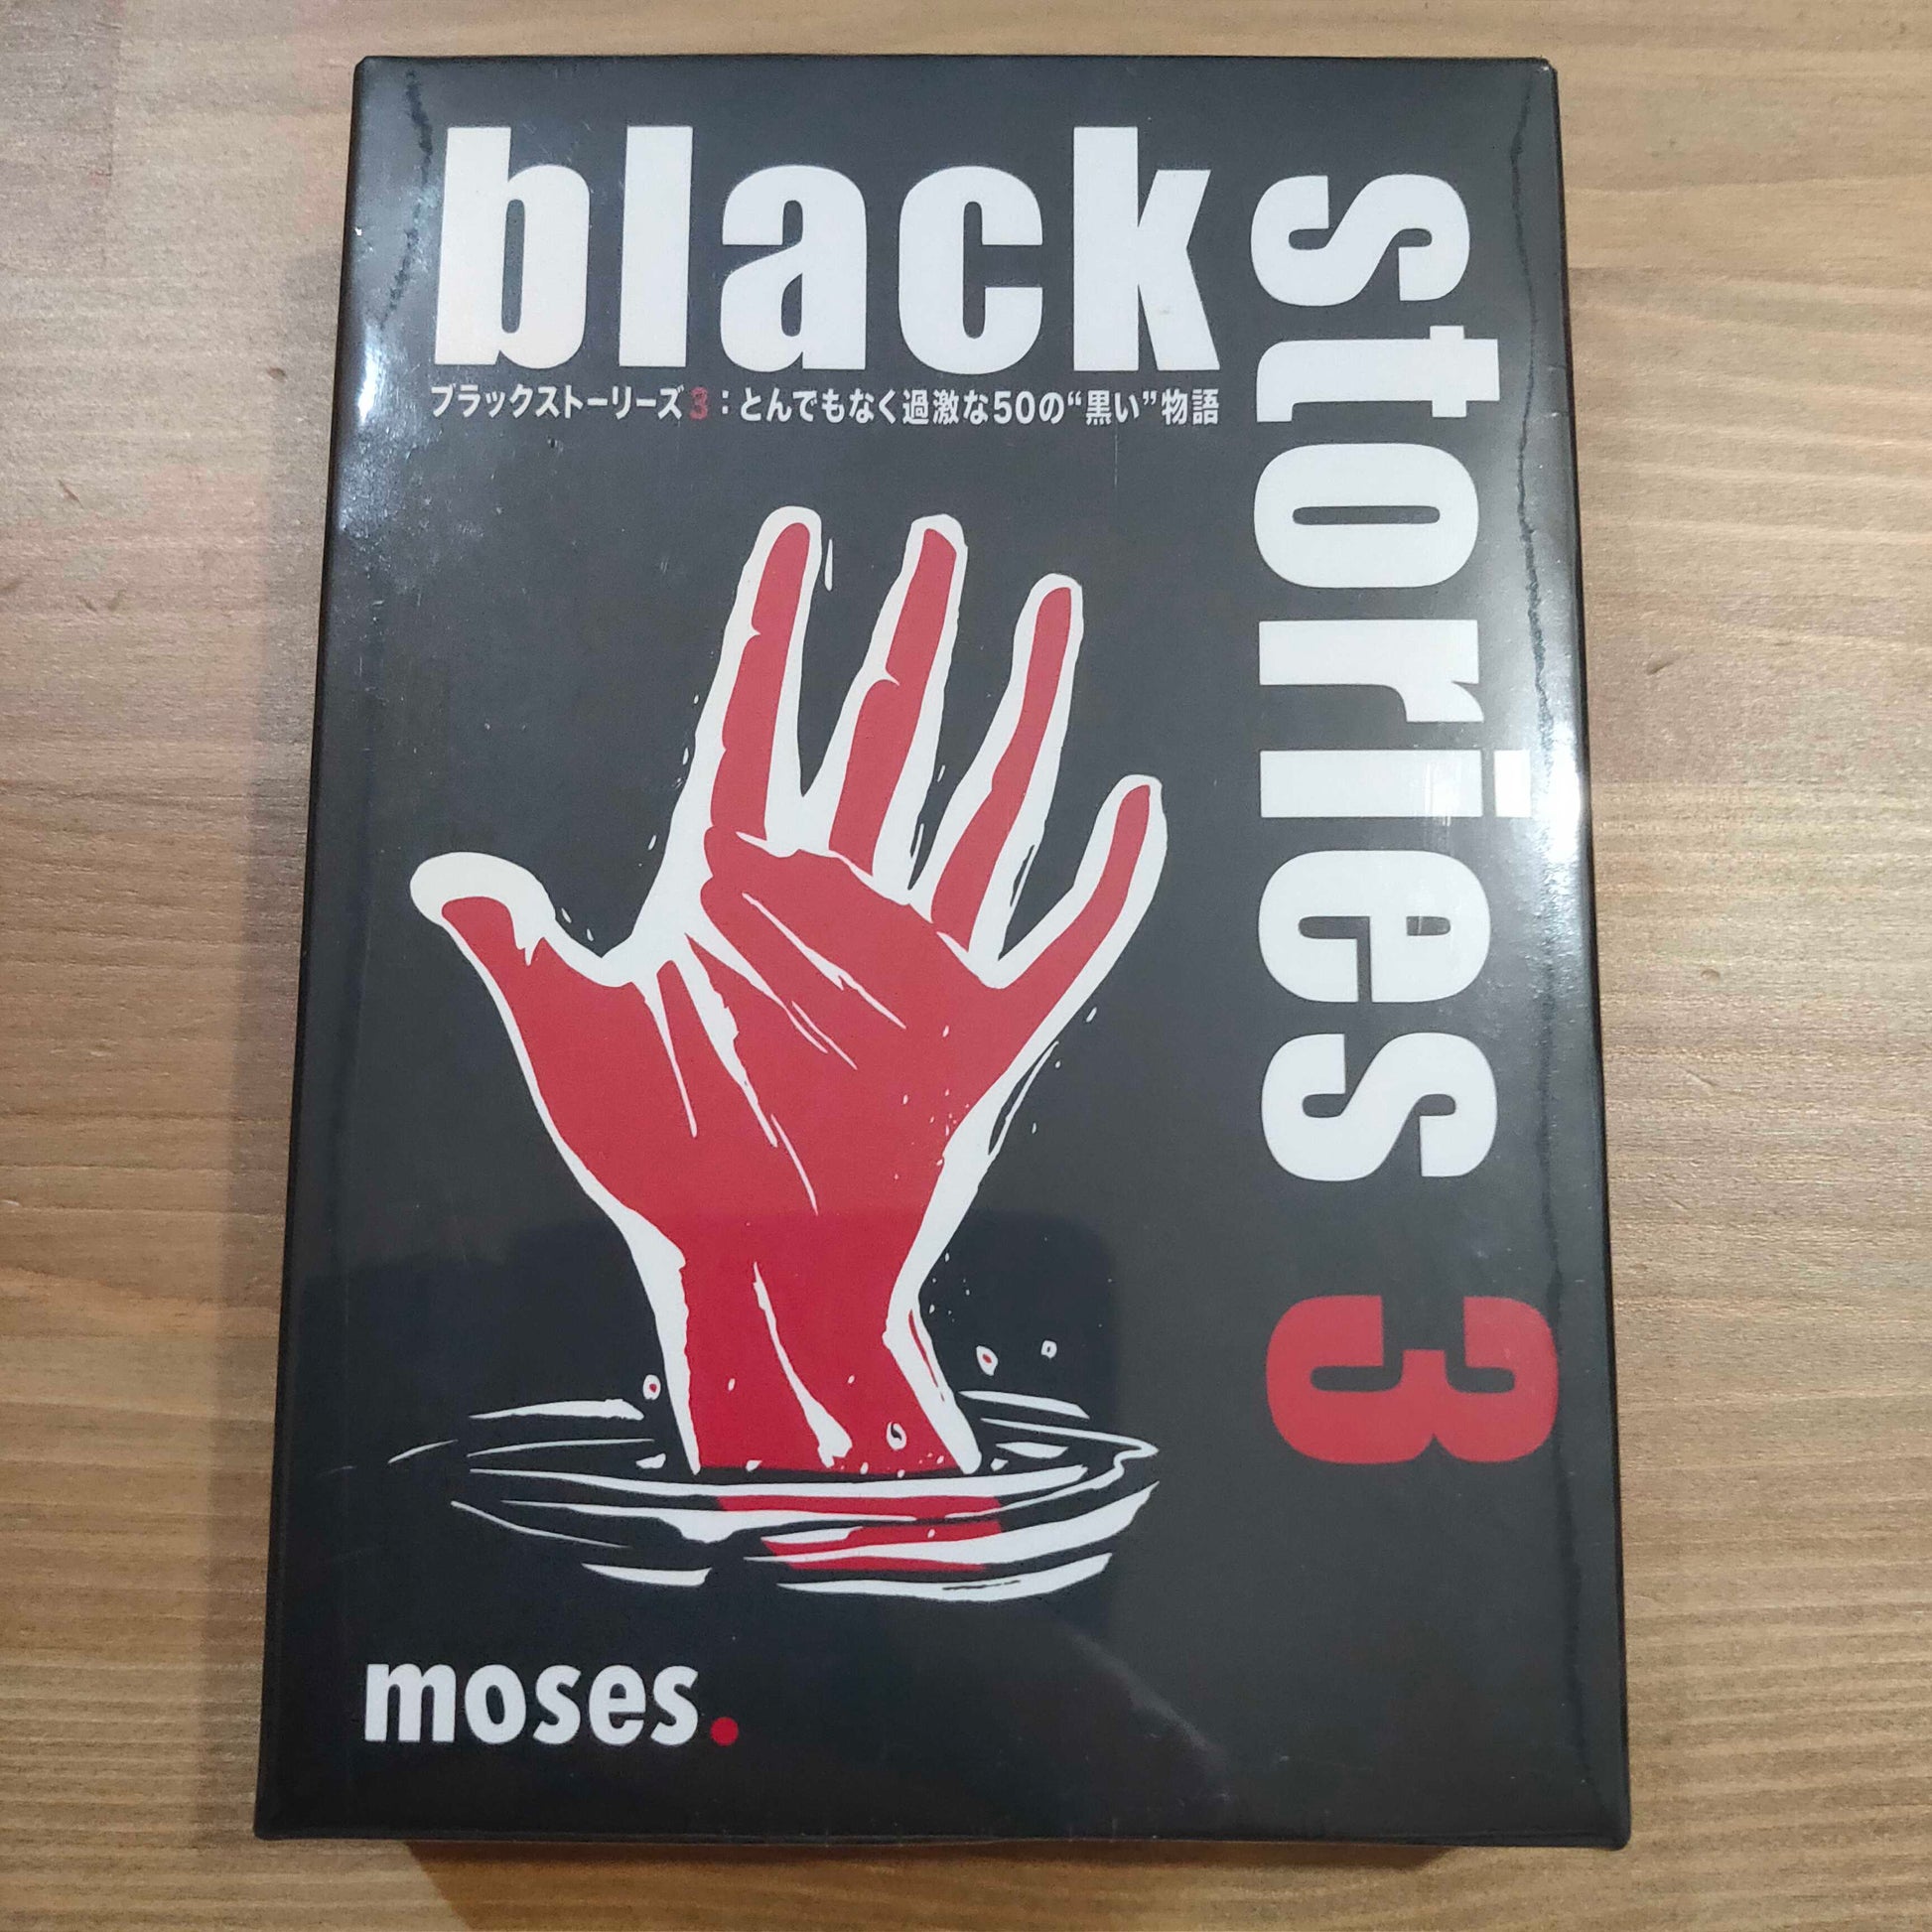 black
stories 3
ブラックストーリーズ3：とんでもなく過激な50の“黒い”物語
moses.